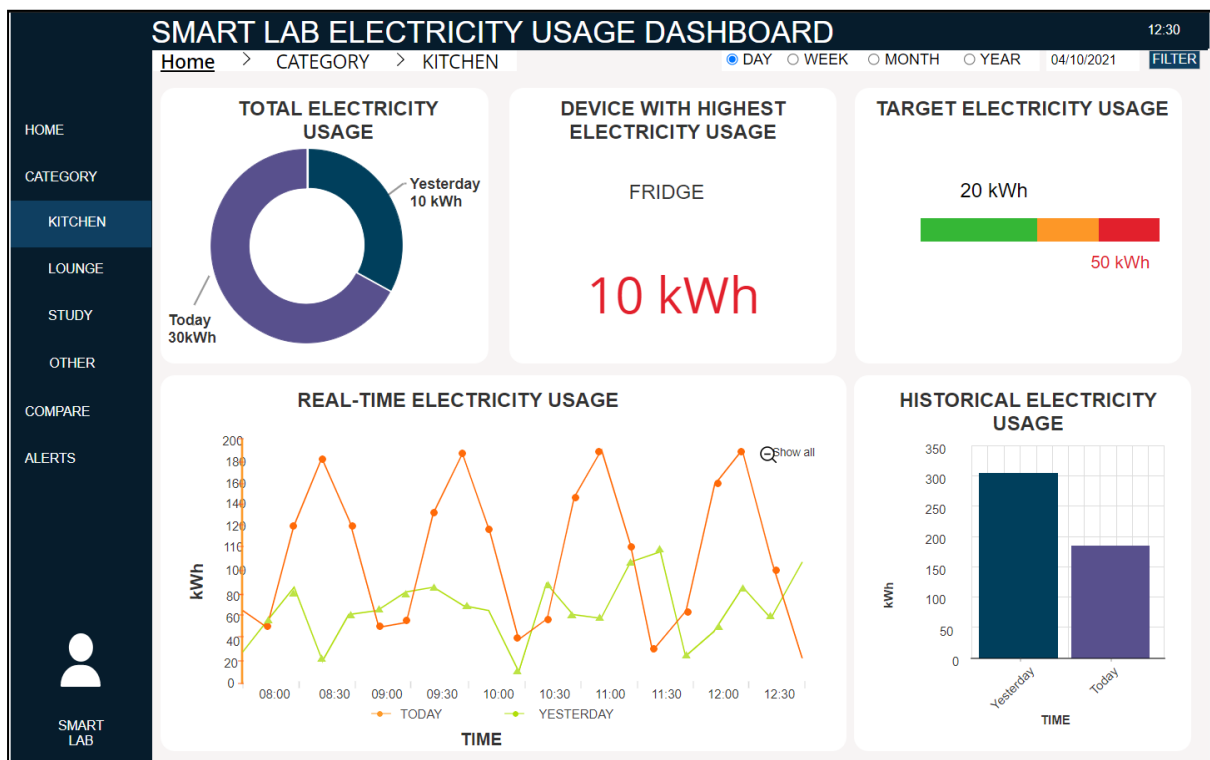 SMART LAB ELECTRICITY USAGE DASHBOARD
12:30
Home > CATEGORY > KITCHEN
DAY WEEK MONTH YEAR 04/10/2021 FILTER
HOME
CATEGORY
KITCHEN
LOUNGE
STUDY
OTHER
COMPARE
ALERTS
SMART
LAB
TOTAL ELECTRICITY
USAGE
Yesterday
10 kWh
Today
30kWh
DEVICE WITH HIGHEST
ELECTRICITY USAGE
FRIDGE
10 kWh
TARGET ELECTRICITY USAGE
20 kWh
50 kWh
REAL-TIME ELECTRICITY USAGE
Show all
kWh
200
180
160
140
120
110
100
80
60
40
20
0
08:00 08:30 09:00 09:30 10:00 10:30 11:00 11:30 12:00 12:30
TODAY YESTERDAY
TIME
HISTORICAL ELECTRICITY
USAGE
kWh
350
300
250
200
150
100
50
0
Yesterday Today
TIME